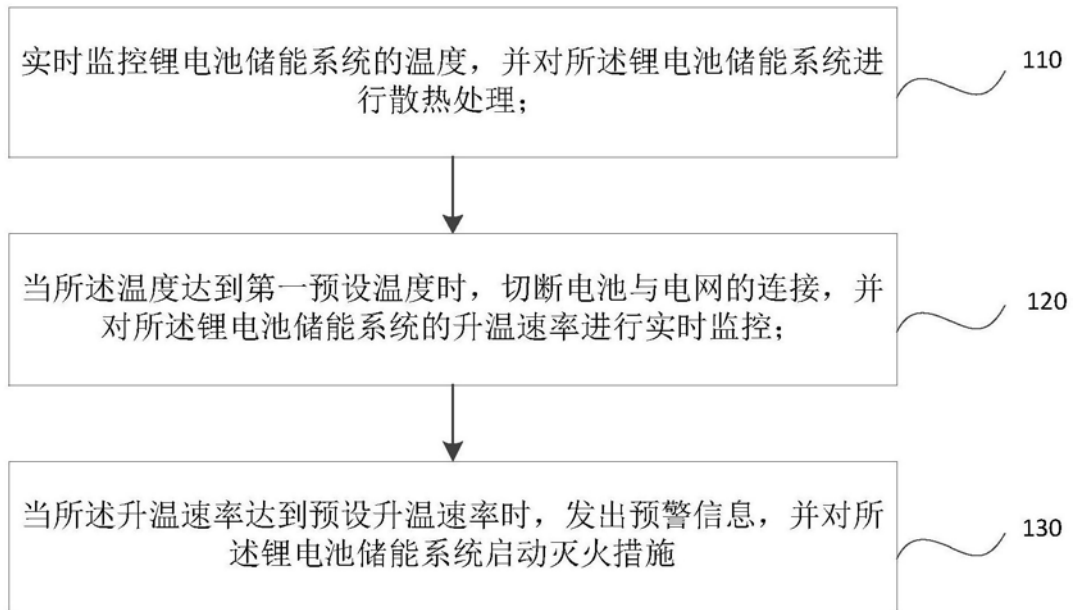 实时监控锂电池储能系统的温度，并对所述锂电池储能系统进
行散热处理；
110
当所述温度达到第一预设温度时，切断电池与电网的连接，并
对所述锂电池储能系统的升温速率进行实时监控；
120
当所述升温速率达到预设升温速率时，发出预警信息，并对所
述锂电池储能系统启动灭火措施
130